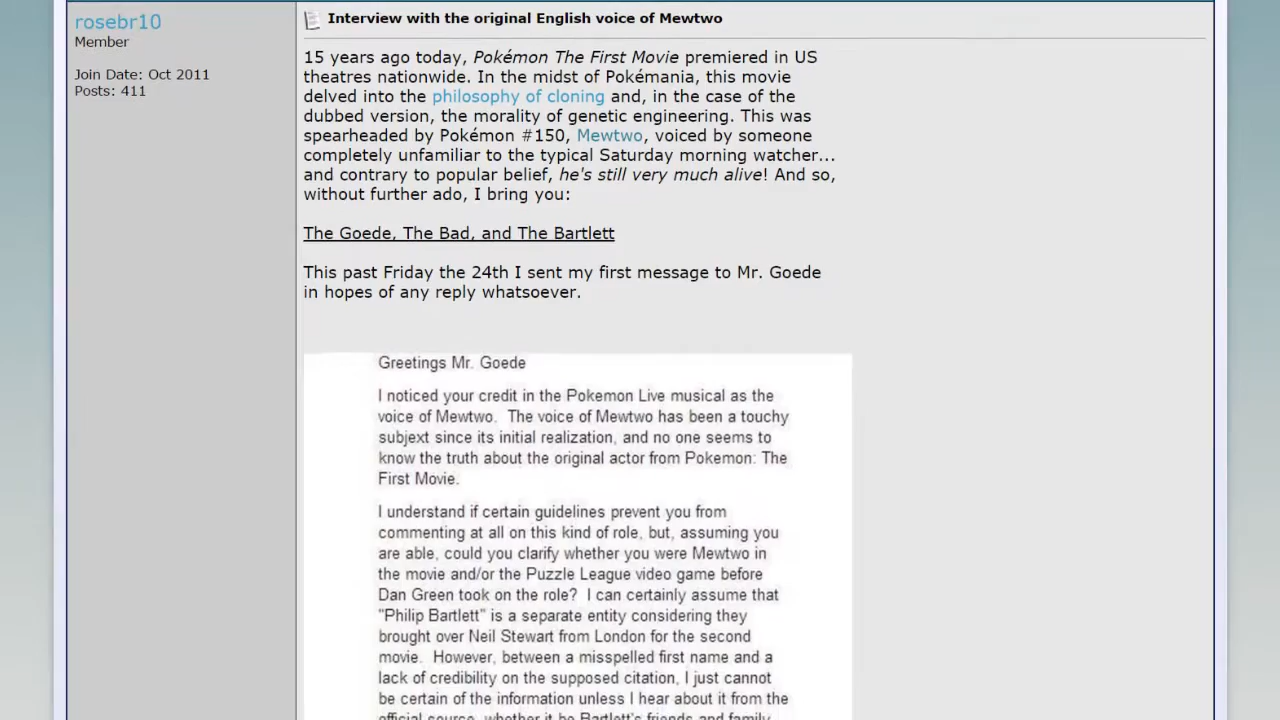 rosebr10
Member
Join Date: Oct 2011
Posts: 411
Interview with the original English voice of Mewtwo
15 years ago today, Pokémon The First Movie premiered in US
theatres nationwide. In the midst of Pokémania, this movie
delved into the philosophy of cloning and, in the case of the
dubbed version, the morality of genetic engineering. This was
spearheaded by Pokémon #150, Mewtwo, voiced by someone
completely unfamiliar to the typical Saturday morning watcher...
and contrary to popular belief, he's still very much alive! And so,
without further ado, I bring you:
The Goede, The Bad, and The Bartlett
This past Friday the 24th I sent my first message to Mr. Goede
in hopes of any reply whatsoever.
Greetings Mr. Goede
I noticed your credit in the Pokemon Live musical as the
voice of Mewtwo. The voice of Mewtwo has been a touchy
subjext since its initial realization, and no one seems to
know the truth about the original actor from Pokemon: The
First Movie.
I understand if certain guidelines prevent you from
commenting at all on this kind of role, but, assuming you
are able, could you clarify whether you were Mewtwo in
the movie and/or the Puzzle League video game before
Dan Green took on the role? I can certainly assume that
"Philip Bartlett" is a separate entity considering they
brought over Neil Stewart from London for the second
movie. However, between a misspelled first name and a
lack of credibility on the supposed citation, I just cannot
be certain of the information unless I hear about it from the
official source, whether it be Bartlett's friends and family